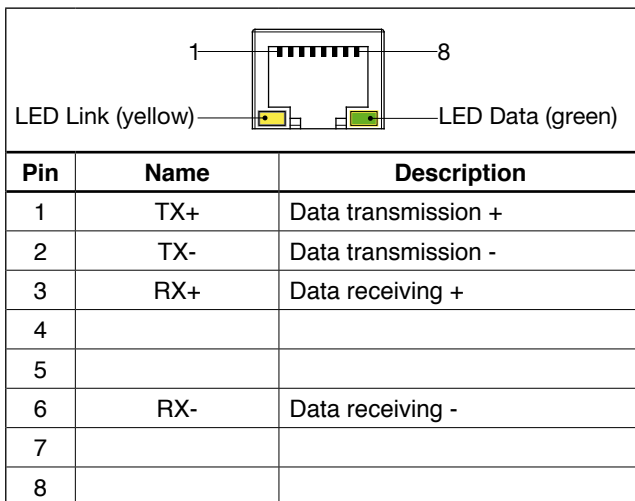 1 8
LED Link (yellow) LED Data (green)
Pin Name Description
1 TX+ Data transmission +
2 TX- Data transmission -
3 RX+ Data receiving +
4
5
6 RX- Data receiving -
7
8